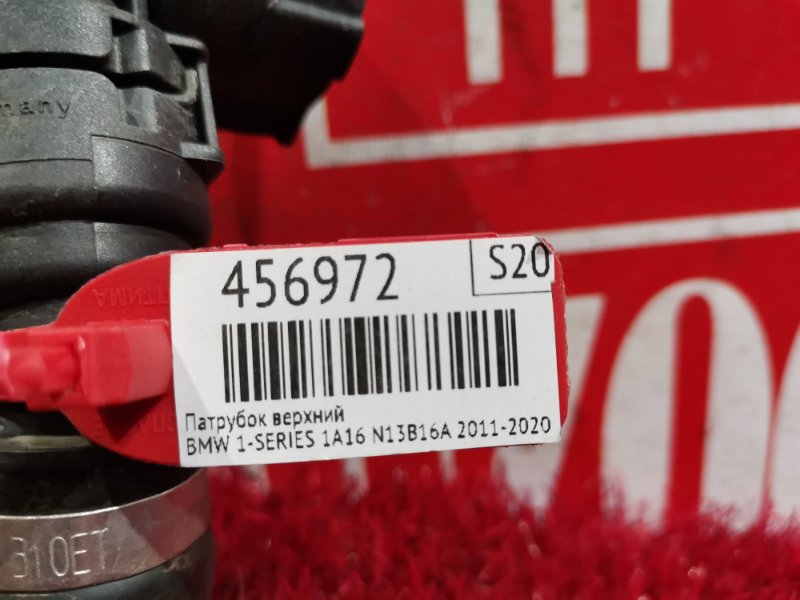 many
456972
S20
Патрубок верхний
BMW 1-SERIES 1A16 N13B16A 2011-2020
310ET